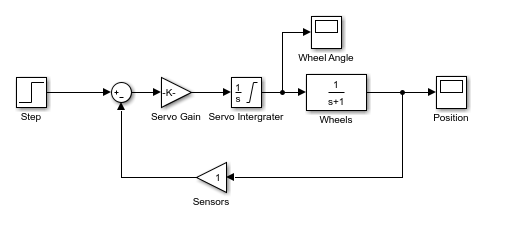 Wheel Angle
+
−
-K-
1
s
1
s+1
Step
Servo Gain
Servo Intergrater
Wheels
Position
1
Sensors